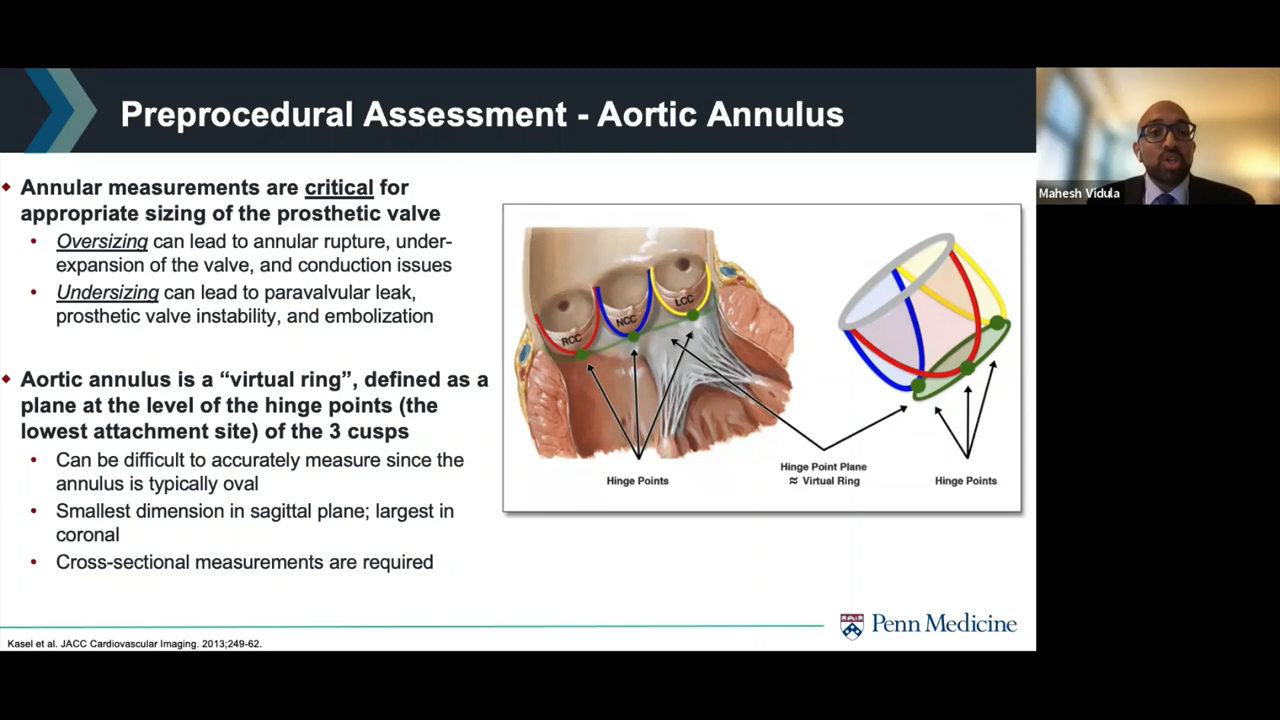 Preprocedural Assessment - Aortic Annulus
Mahesh Vidula
Annular measurements are critical for
appropriate sizing of the prosthetic valve
Oversizing can lead to annular rupture, under-
expansion of the valve, and conduction issues
Undersizing can lead to paravalvular leak,
prosthetic valve instability, and embolization
Aortic annulus is a “virtual ring”, defined as a
plane at the level of the hinge points (the
lowest attachment site) of the 3 cusps
Can be difficult to accurately measure since the
annulus is typically oval
Smallest dimension in sagittal plane; largest in
coronal
Cross-sectional measurements are required
RCC
NCC
LCC
Hinge Points
Hinge Point Plane
≈ Virtual Ring
Hinge Points
Penn Medicine
Kasel et al. JACC Cardiovascular Imaging. 2013;249-62.